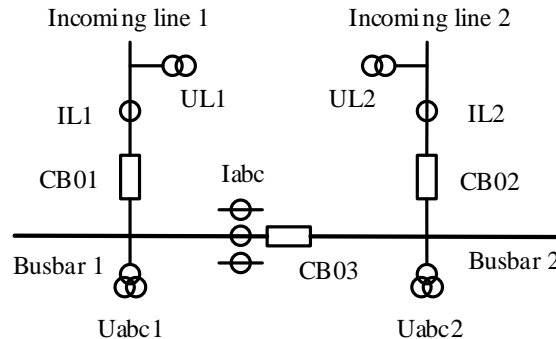 Incoming line 1
Incoming line 2
UL1
UL2
IL1
IL2
CB01
Iabc
CB02
Busbar 1
CB03
Busbar 2
Uabc1
Uabc2